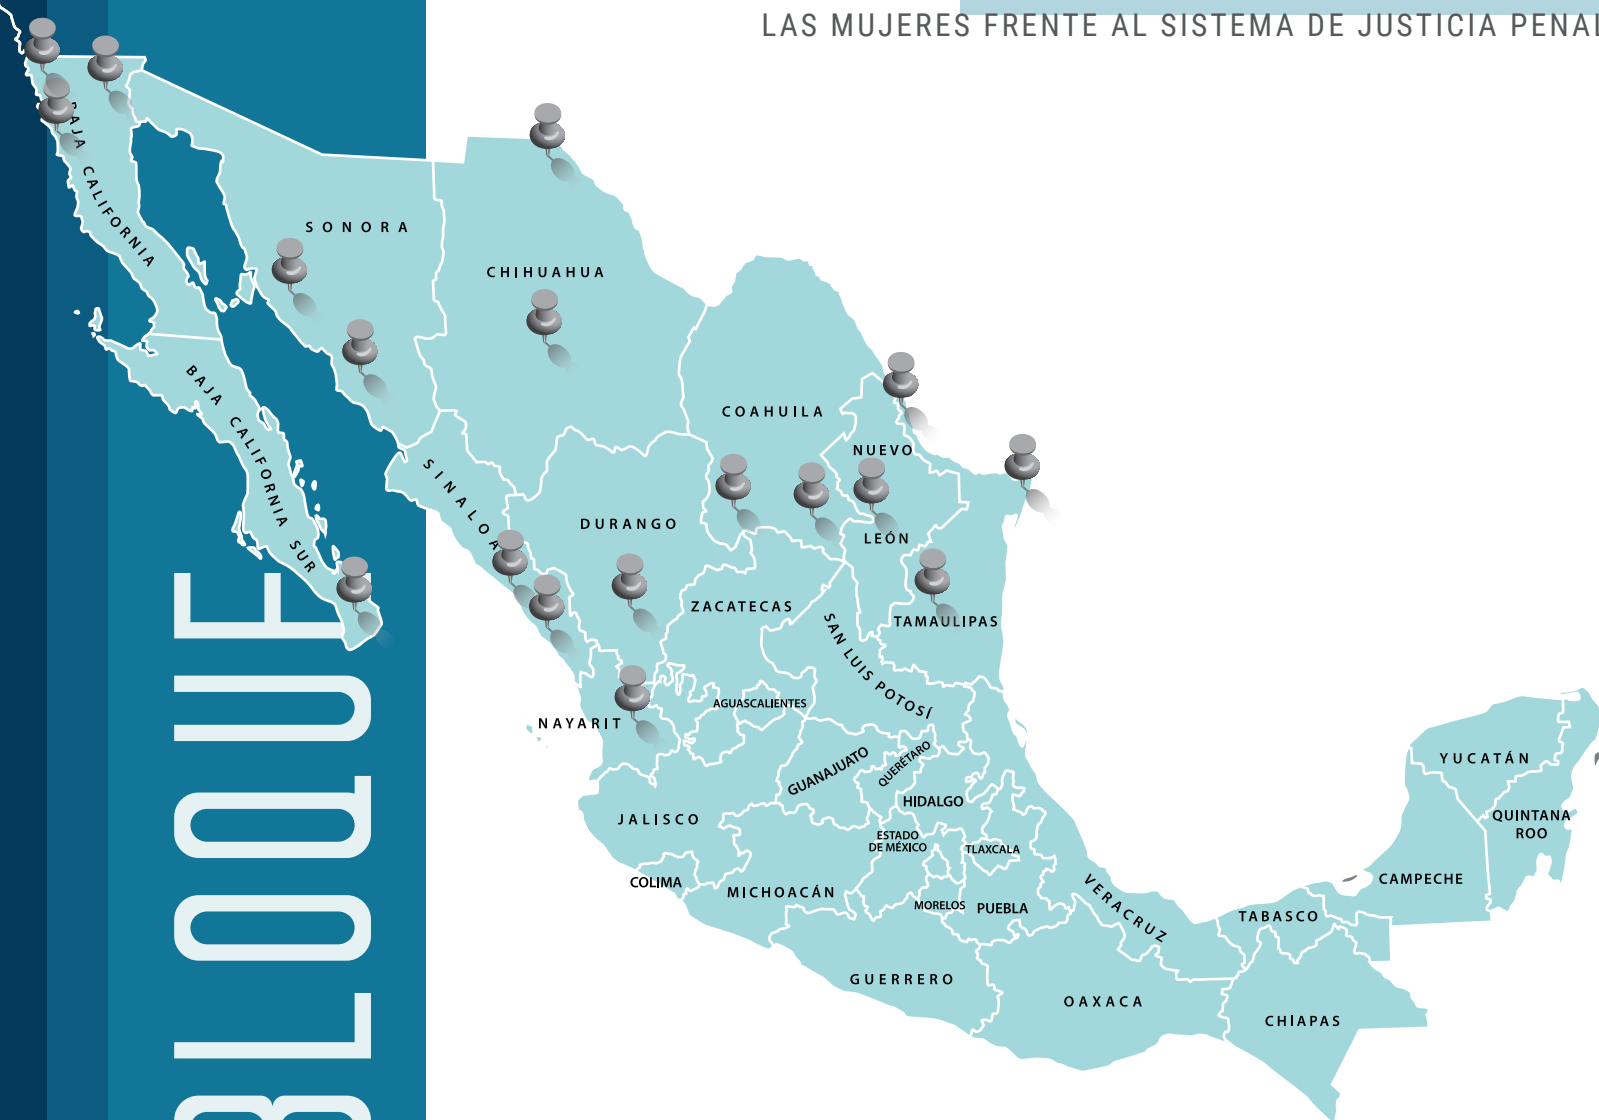 LAS MUJERES FRENTE AL SISTEMA DE JUSTICIA PENAL
BAJA CALIFORNIA
SONORA
CHIHUAHUA
BAJA CALIFORNIA SUR
COAHUILA
NUEVO
LEÓN
SINALOA
DURANGO
ZACATECAS
SAN LUIS POTOSÍ
TAMAULIPAS
NAYARIT
AGUASCALIENTES
GUANAJUATO
QUERÉTARO
HIDALGO
JALISCO
ESTADO
DE MÉXICO
TLAXCALA
COLIMA
MICHOACÁN
MORELOS
PUEBLA
VERACRUZ
GUERRERO
OAXACA
TABASCO
CHIAPAS
CAMPECHE
YUCATÁN
QUINTANA
ROO
BLOQUE